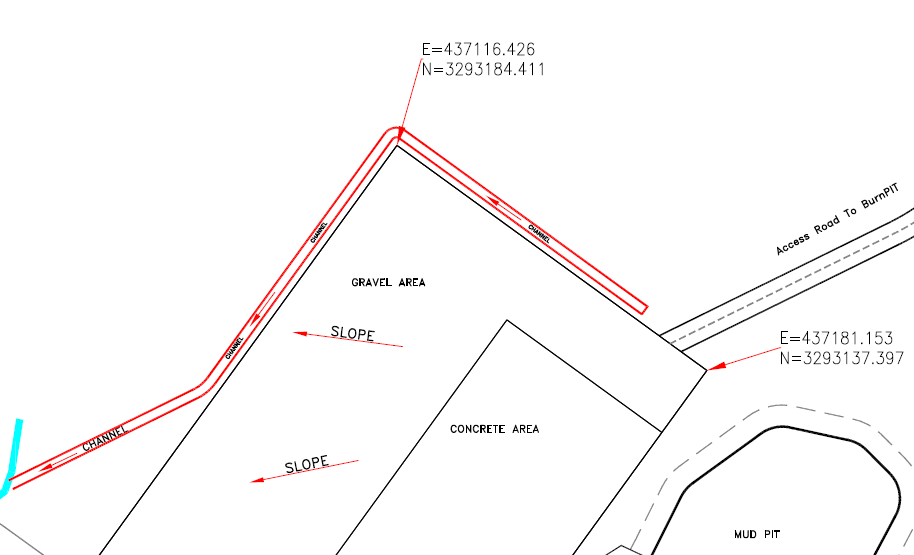 E=437116.426
N=3293184.411
Access Road To BurnPIT
CHANNEL
CHANNEL
GRAVEL AREA
SLOPE
E=437181.153
N=3293137.397
CHANNEL
CHANNEL
CONCRETE AREA
SLOPE
MUD PIT